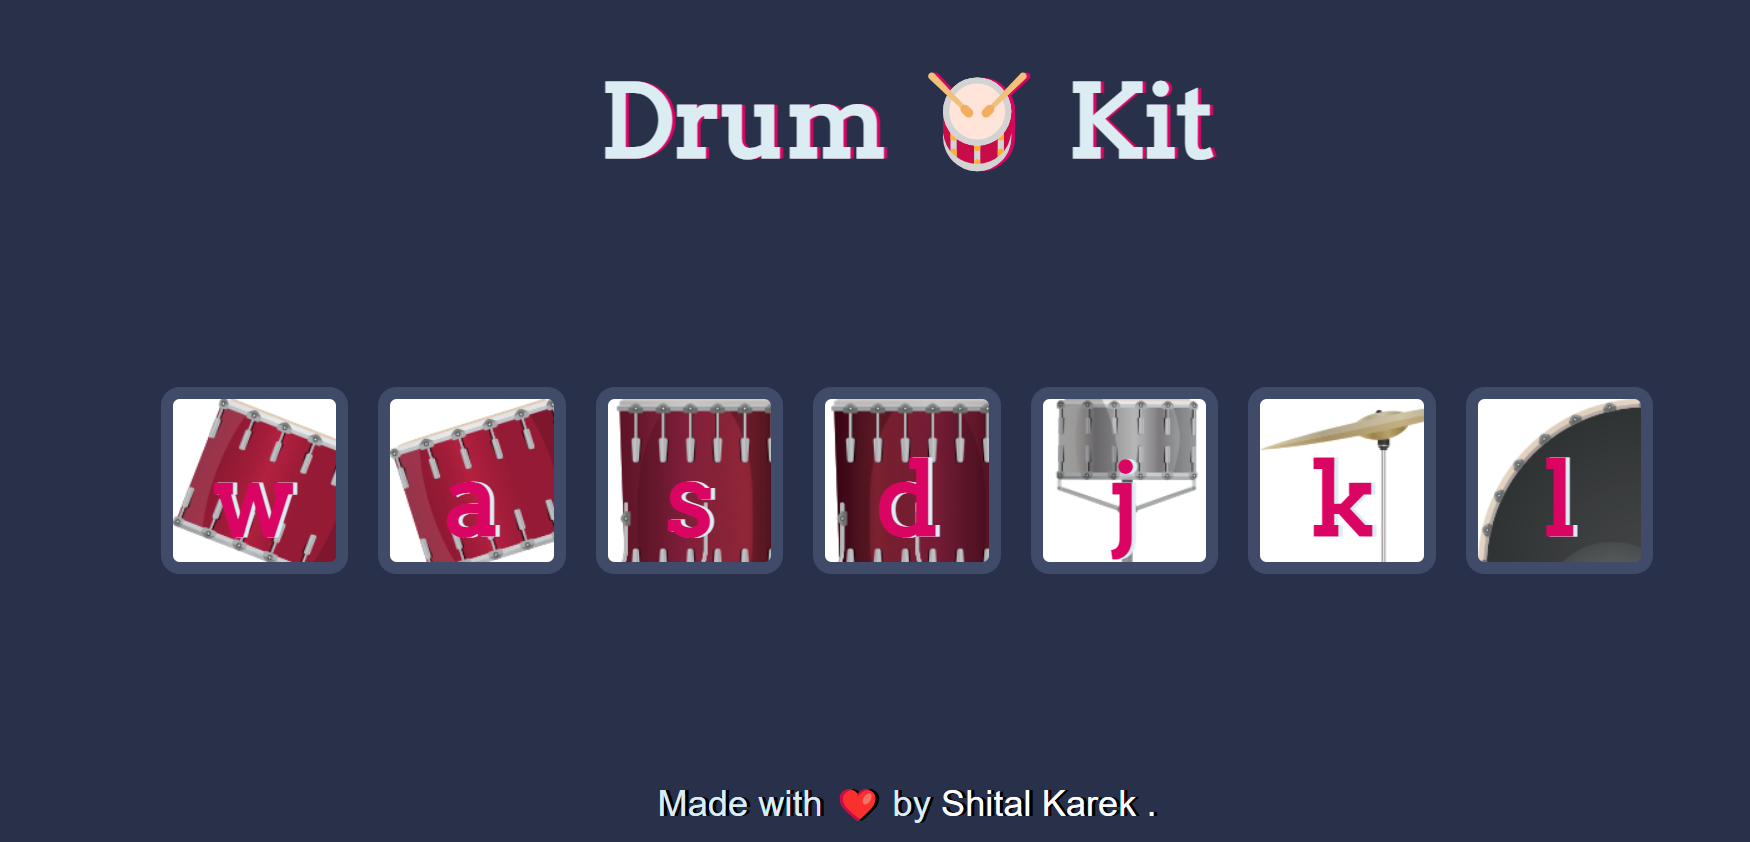 Drum 🥁 Kit
w a s d j k l
Made with ❤️ by Shital Karek .